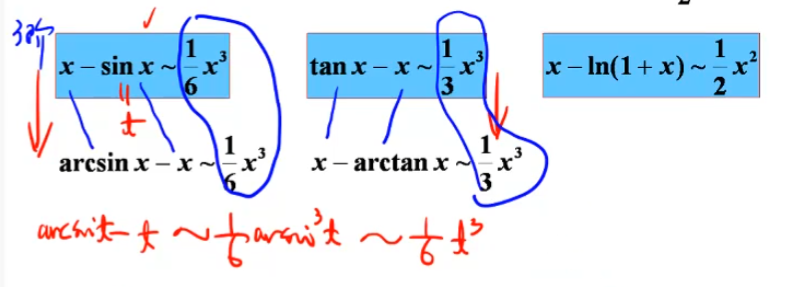 x − sin x ~ 1/6 x³ tan x − x ~ 1/3 x³ x − ln(1 + x) ~ 1/2 x²
t
arcsin x − x ~ 1/6 x³ x − arctan x ~ 1/3 x³
arcsin t − t ~ 1/6 arcsin³ t ~ 1/6 t³